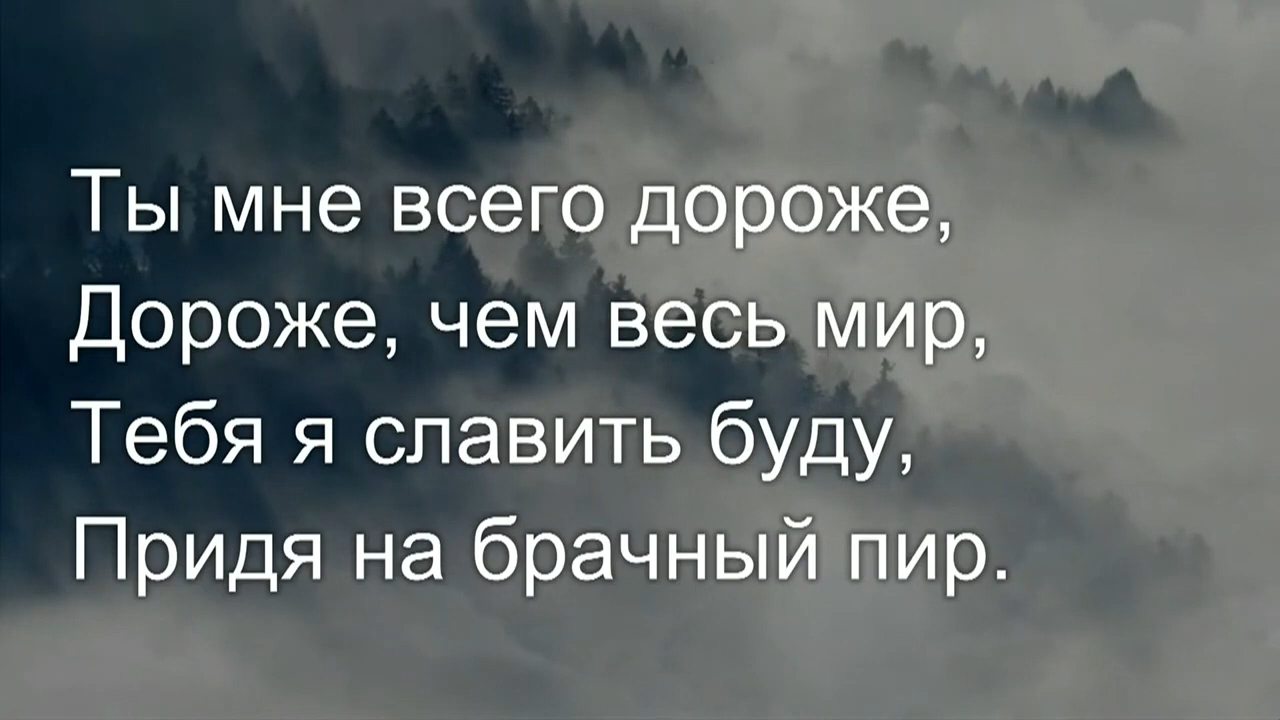 Ты мне всего дороже,
Дороже, чем весь мир,
Тебя я славить буду,
Придя на брачный пир.